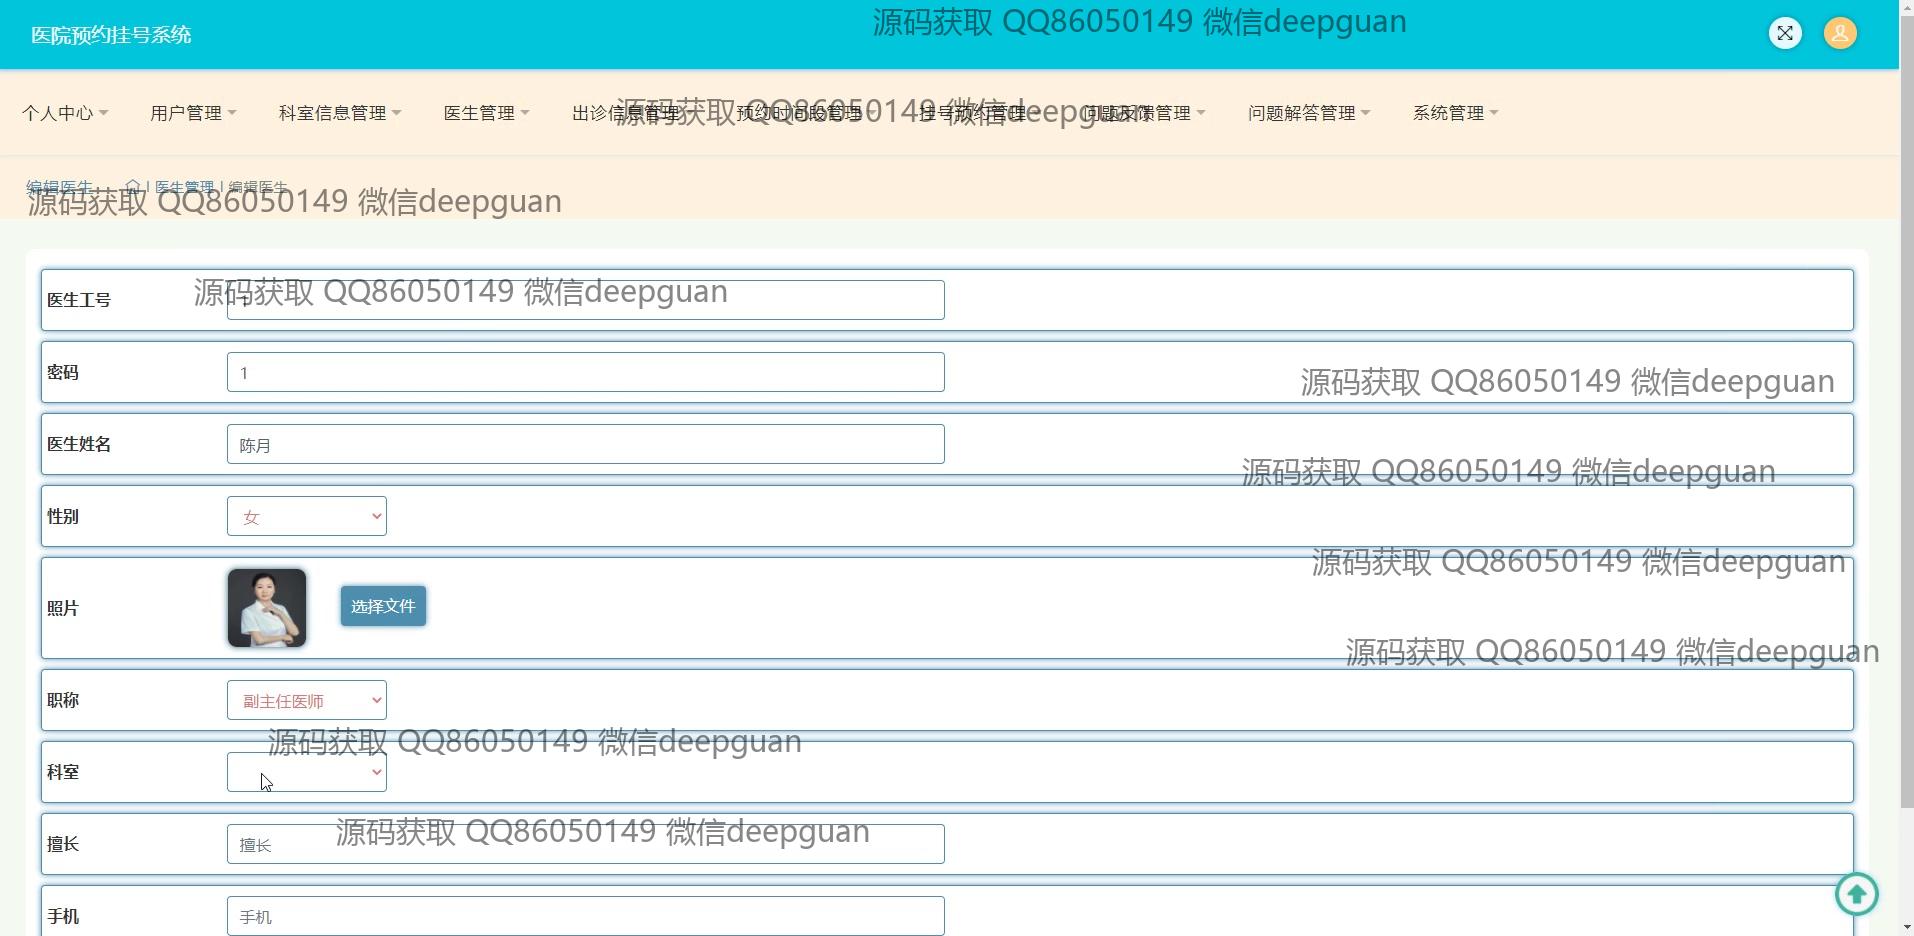 医院预约挂号系统
源码获取 QQ86050149 微信deepguan
个人中心 用户管理 科室信息管理 医生管理 出诊信息管理 预约时间段管理 挂号预约管理 问题反馈管理 问题解答管理 系统管理
源码获取 QQ86050149 微信deepguan
编辑医生 | 医生管理 | 编辑医生
源码获取 QQ86050149 微信deepguan
医生工号 1
源码获取 QQ86050149 微信deepguan
密码 1
源码获取 QQ86050149 微信deepguan
医生姓名 陈月
源码获取 QQ86050149 微信deepguan
性别 女
源码获取 QQ86050149 微信deepguan
照片 选择文件
源码获取 QQ86050149 微信deepguan
职称 副主任医师
源码获取 QQ86050149 微信deepguan
科室
源码获取 QQ86050149 微信deepguan
擅长 擅长
手机 手机